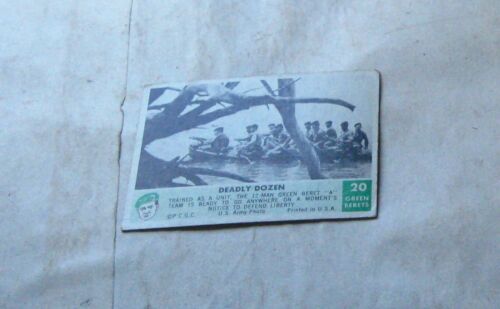 DEADLY DOZEN
TRAINED AS A UNIT, THE 12-MAN GREEN BERET "A"
TEAM IS READY TO GO ANYWHERE ON A MOMENT'S
NOTICE TO DEFEND LIBERTY.
©P.C.G.C. U.S. Army Photo Printed in U.S.A.
20
GREEN
BERETS